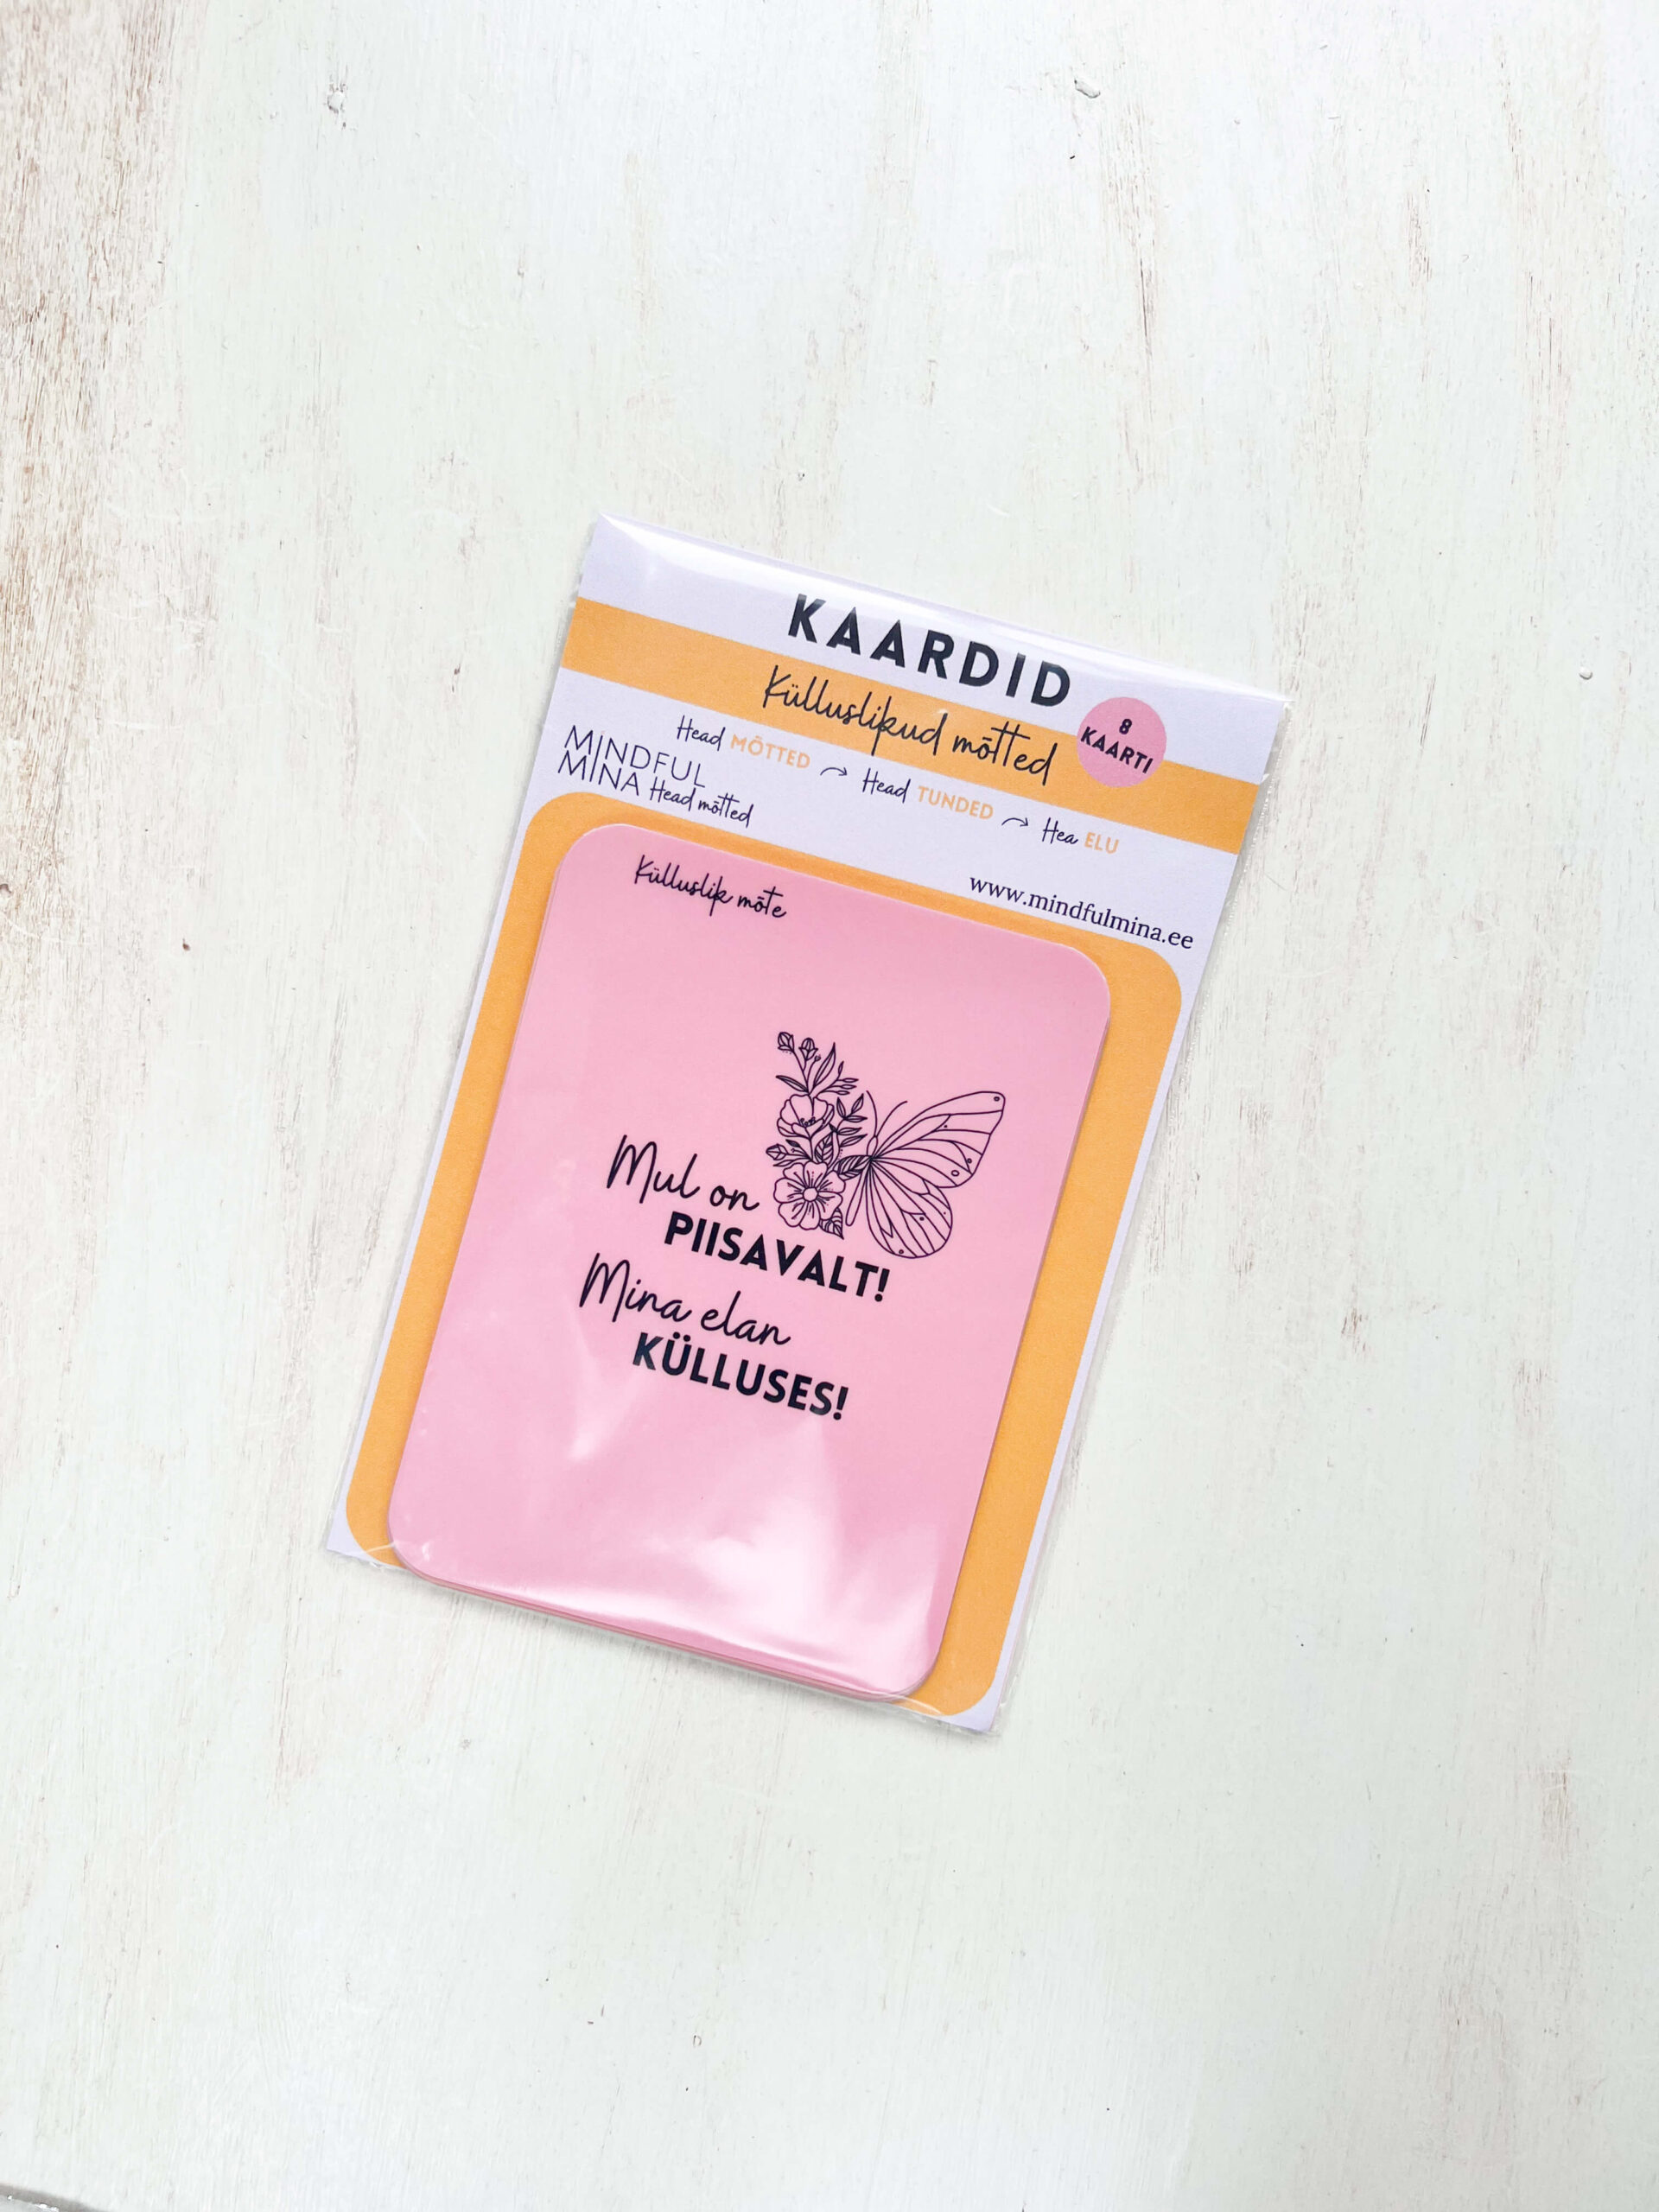 KAARDID
Külluslikud mõtted
8
KAARTI
Head MÕTTED Head TUNDED Hea ELU
MINDFUL
MINA Head mõtted
www.mindfulmina.ee
Külluslik mõte
Mul on
PIISAVALT!
Mina elan
KÜLLUSES!